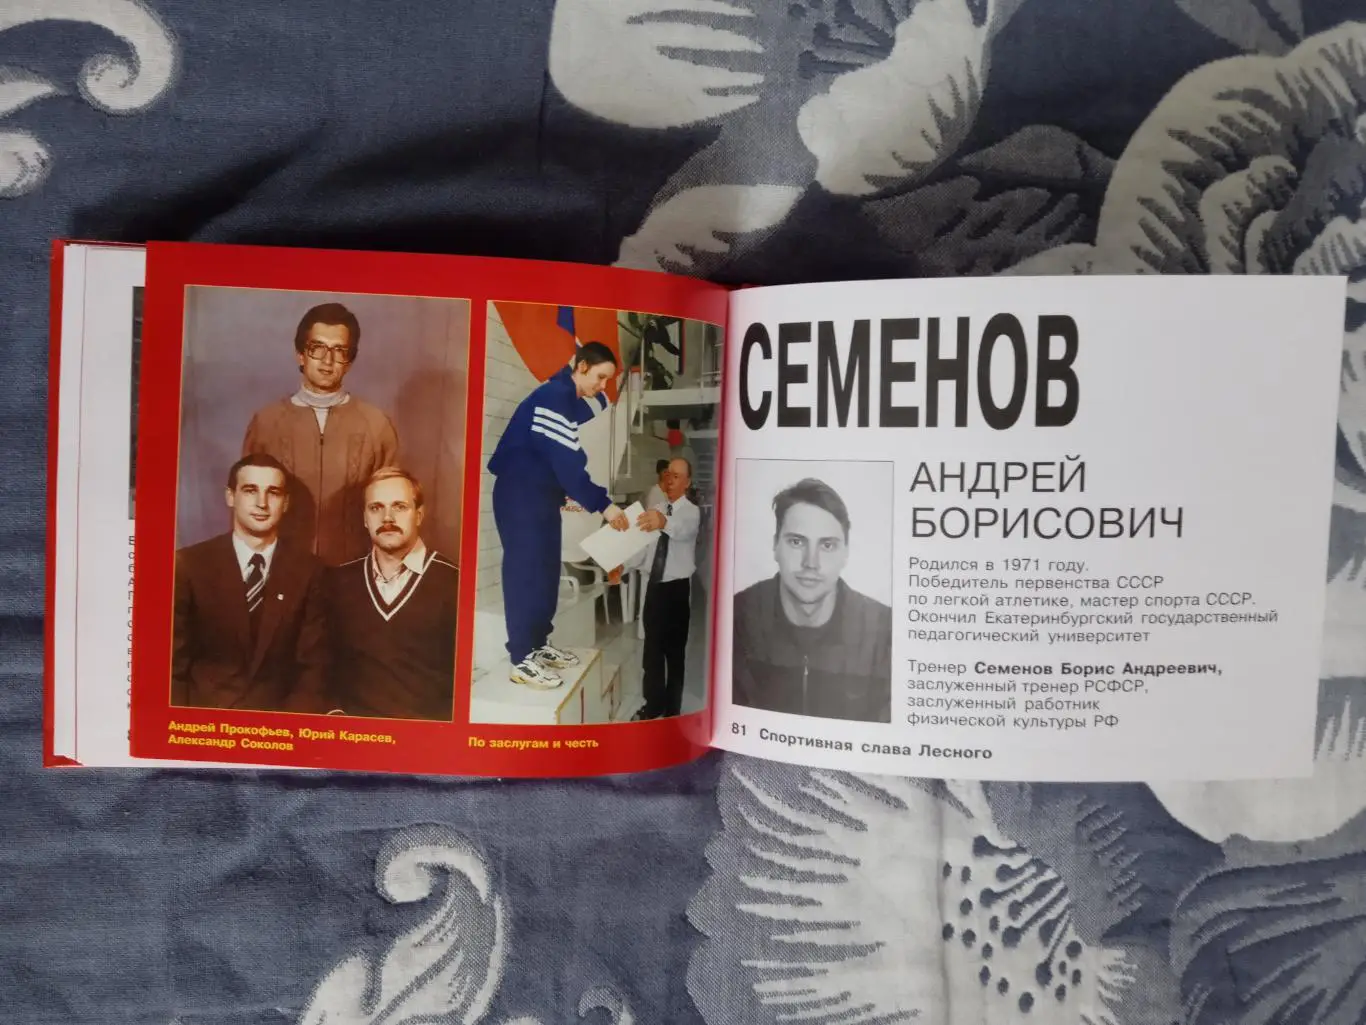 Андрей Прокофьев, Юрий Карасев,
Александр Соколов
По заслугам и честь
СЕМЕНОВ
АНДРЕЙ
БОРИСОВИЧ
Родился в 1971 году.
Победитель первенства СССР
по легкой атлетике, мастер спорта СССР.
Окончил Екатеринбургский государственный
педагогический университет
Тренер Семенов Борис Андреевич,
заслуженный тренер РСФСР,
заслуженный работник
физической культуры РФ
81 Спортивная слава Лесного